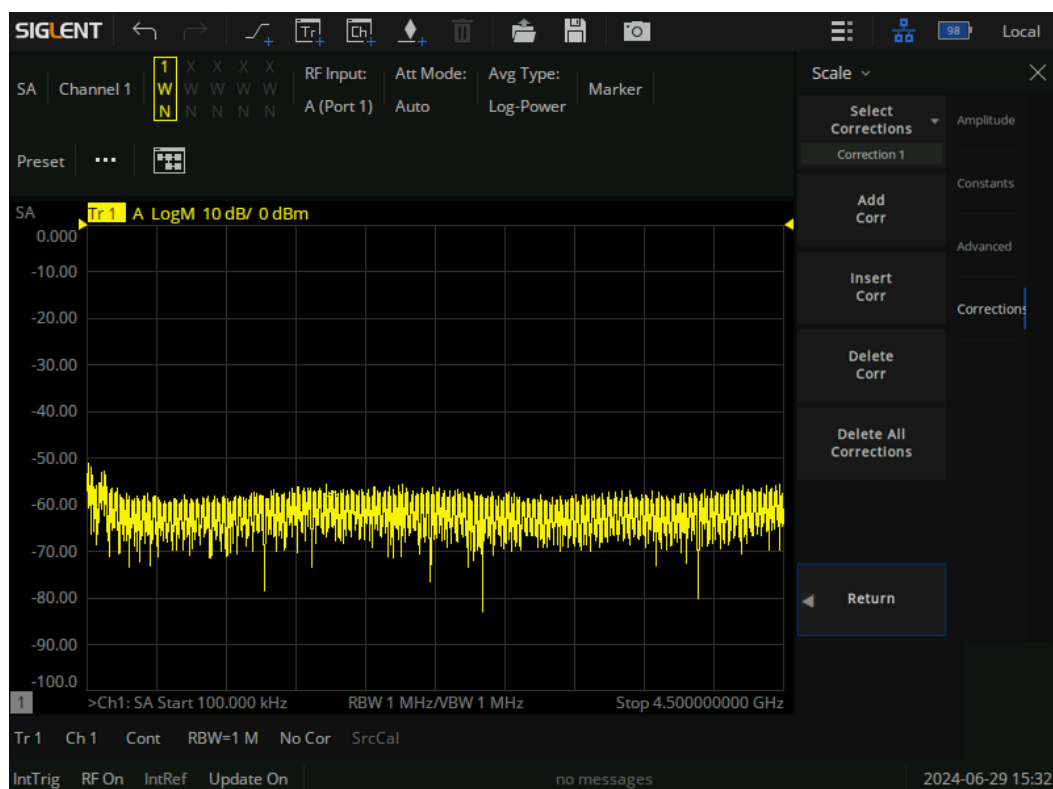 SIGLENT
Tr
Ch
98
Local
SA
Channel 1
1 X X X X
W W W W W
N N N N N
RF Input:
A (Port 1)
Att Mode:
Auto
Avg Type:
Log-Power
Marker
Preset
...
SA
Tr 1 A LogM 10 dB/ 0 dBm
0.000
-10.00
-20.00
-30.00
-40.00
-50.00
-60.00
-70.00
-80.00
-90.00
-100.0
1
>Ch1: SA Start 100.000 kHz
RBW 1 MHz/VBW 1 MHz
Stop 4.500000000 GHz
Scale
Select
Corrections
Correction 1
Add
Corr
Insert
Corr
Delete
Corr
Delete All
Corrections
Return
Amplitude
Constants
Advanced
Corrections
Tr 1 Ch 1 Cont RBW=1 M No Cor SrcCal
IntTrig RF On IntRef Update On
no messages
2024-06-29 15:32